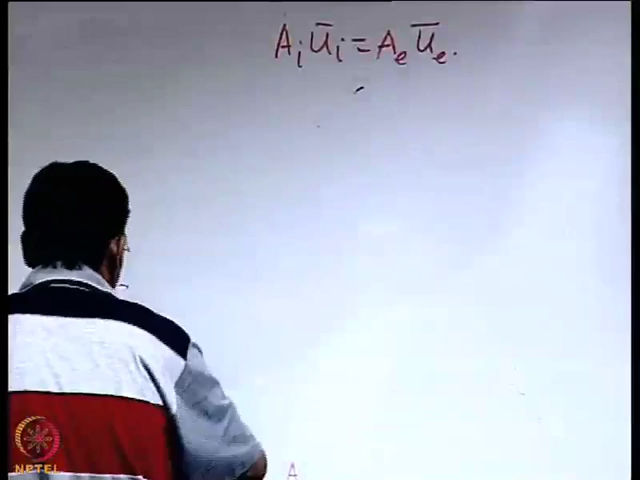 A_i ū_i = A_e ū_e.
A
NPTEL